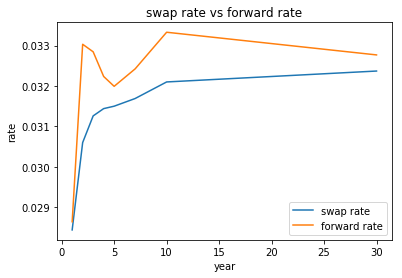 swap rate vs forward rate
0.033
0.032
0.031
0.030
0.029
rate
0 5 10 15 20 25 30
year
swap rate
forward rate